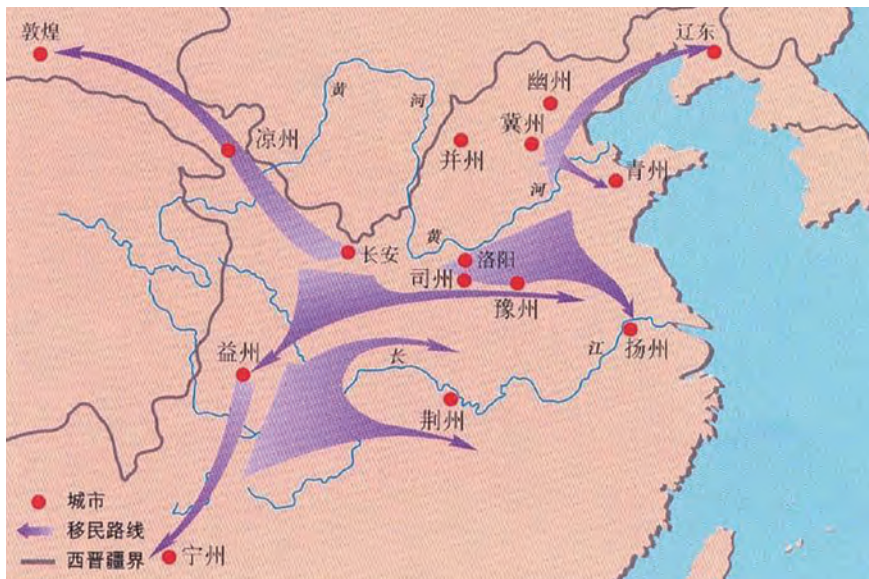 敦煌
辽东
幽州
黄
河
冀州
凉州
并州
青州
河
黄
长安
洛阳
司州
豫州
益州
长
江
扬州
荆州
城市
移民路线
西晋疆界
宁州